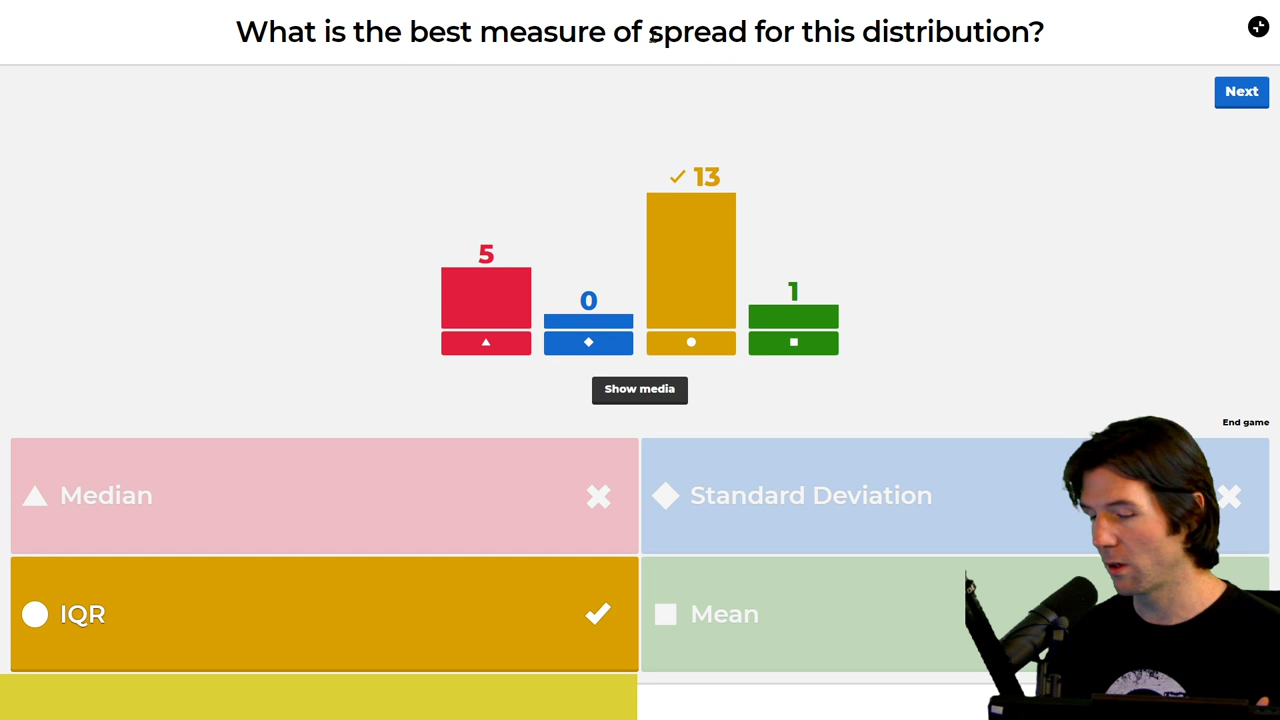 What is the best measure of spread for this distribution?
Next
13
5
0
1
Show media
End game
Median
Standard Deviation
IQR
Mean